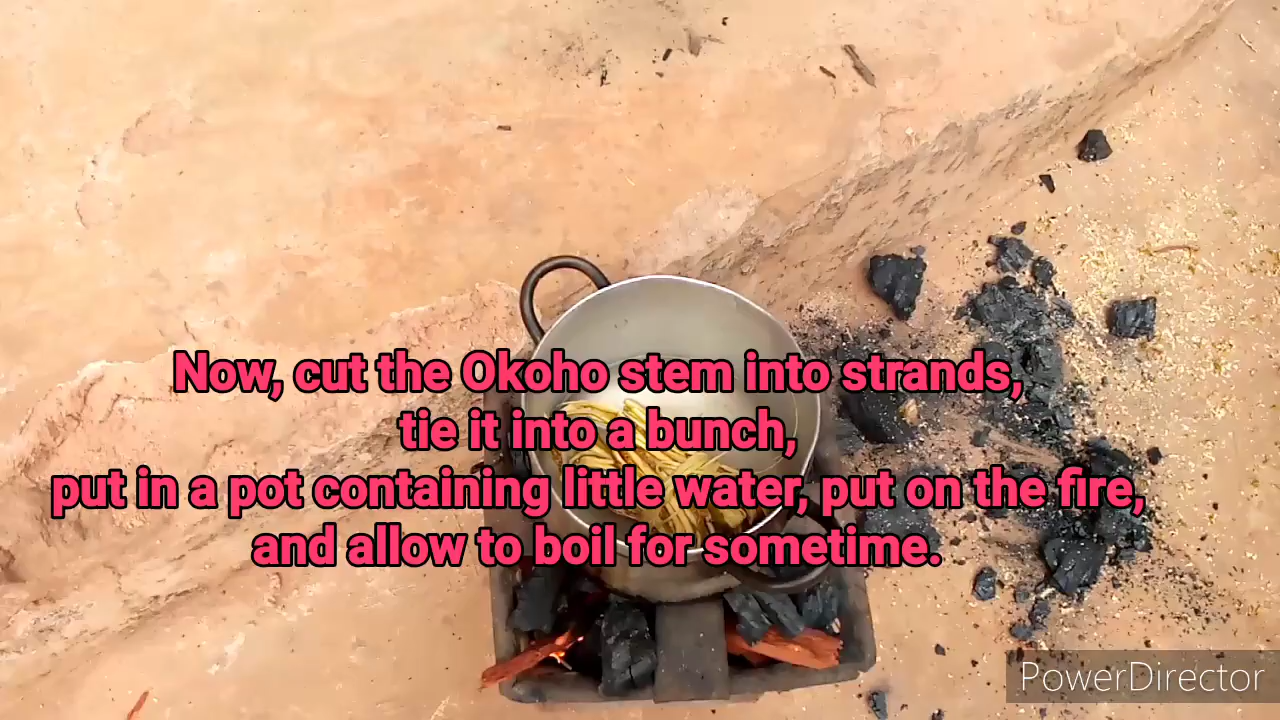 Now, cut the Okoho stem into strands,
tie it into a bunch,
put in a pot containing little water, put on the fire,
and allow to boil for sometime.
PowerDirector